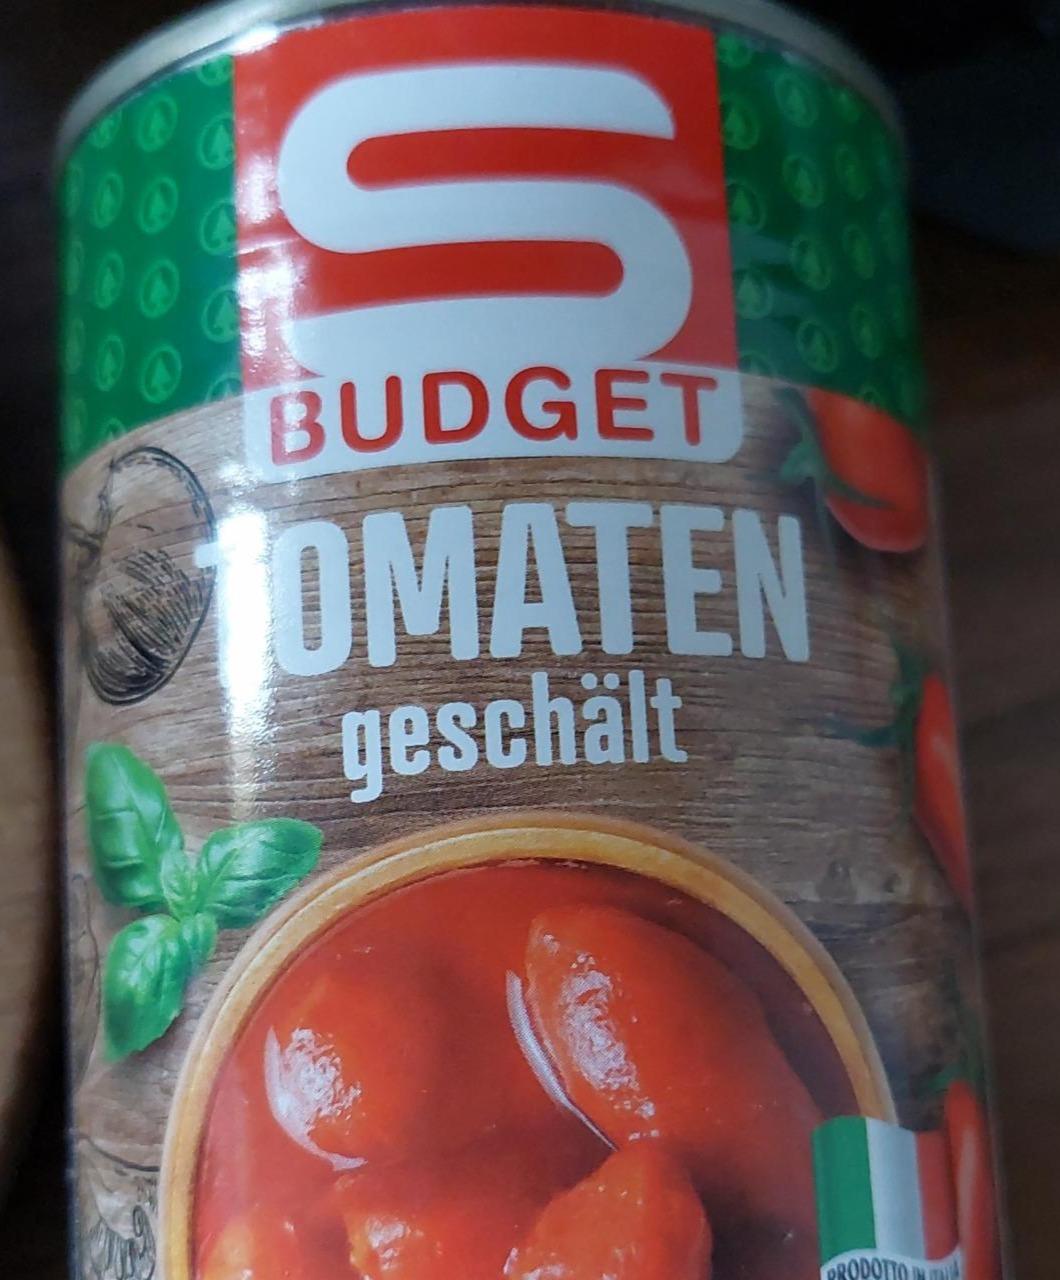 S
BUDGET
TOMATEN
geschält
PRODOTTO IN ITALIA